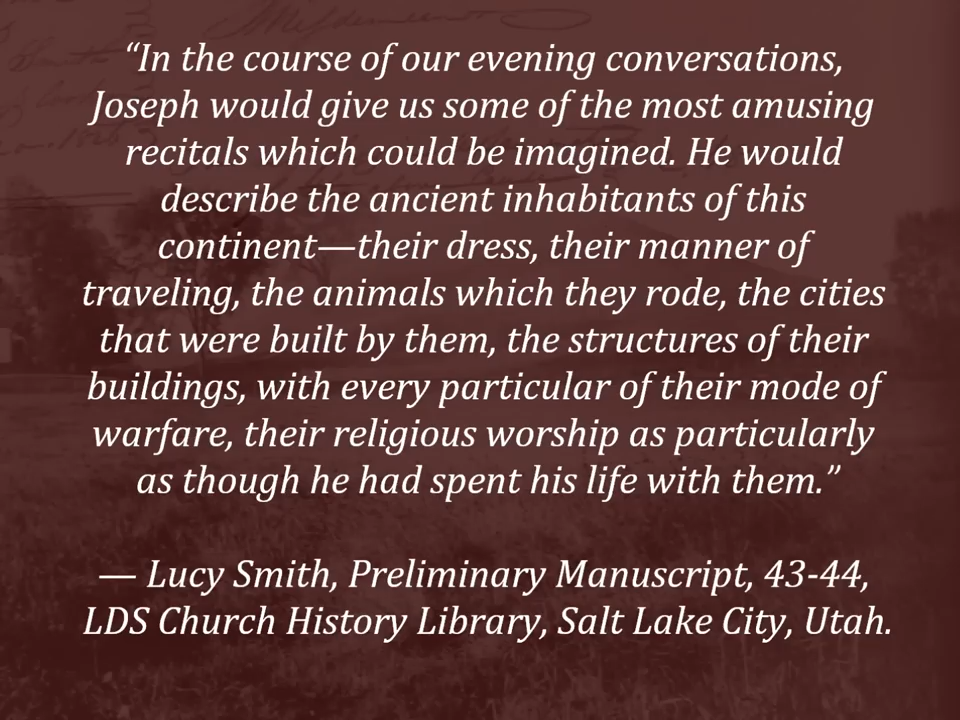 “In the course of our evening conversations,
Joseph would give us some of the most amusing
recitals which could be imagined. He would
describe the ancient inhabitants of this
continent—their dress, their manner of
traveling, the animals which they rode, the cities
that were built by them, the structures of their
buildings, with every particular of their mode of
warfare, their religious worship as particularly
as though he had spent his life with them.”
— Lucy Smith, Preliminary Manuscript, 43-44,
LDS Church History Library, Salt Lake City, Utah.